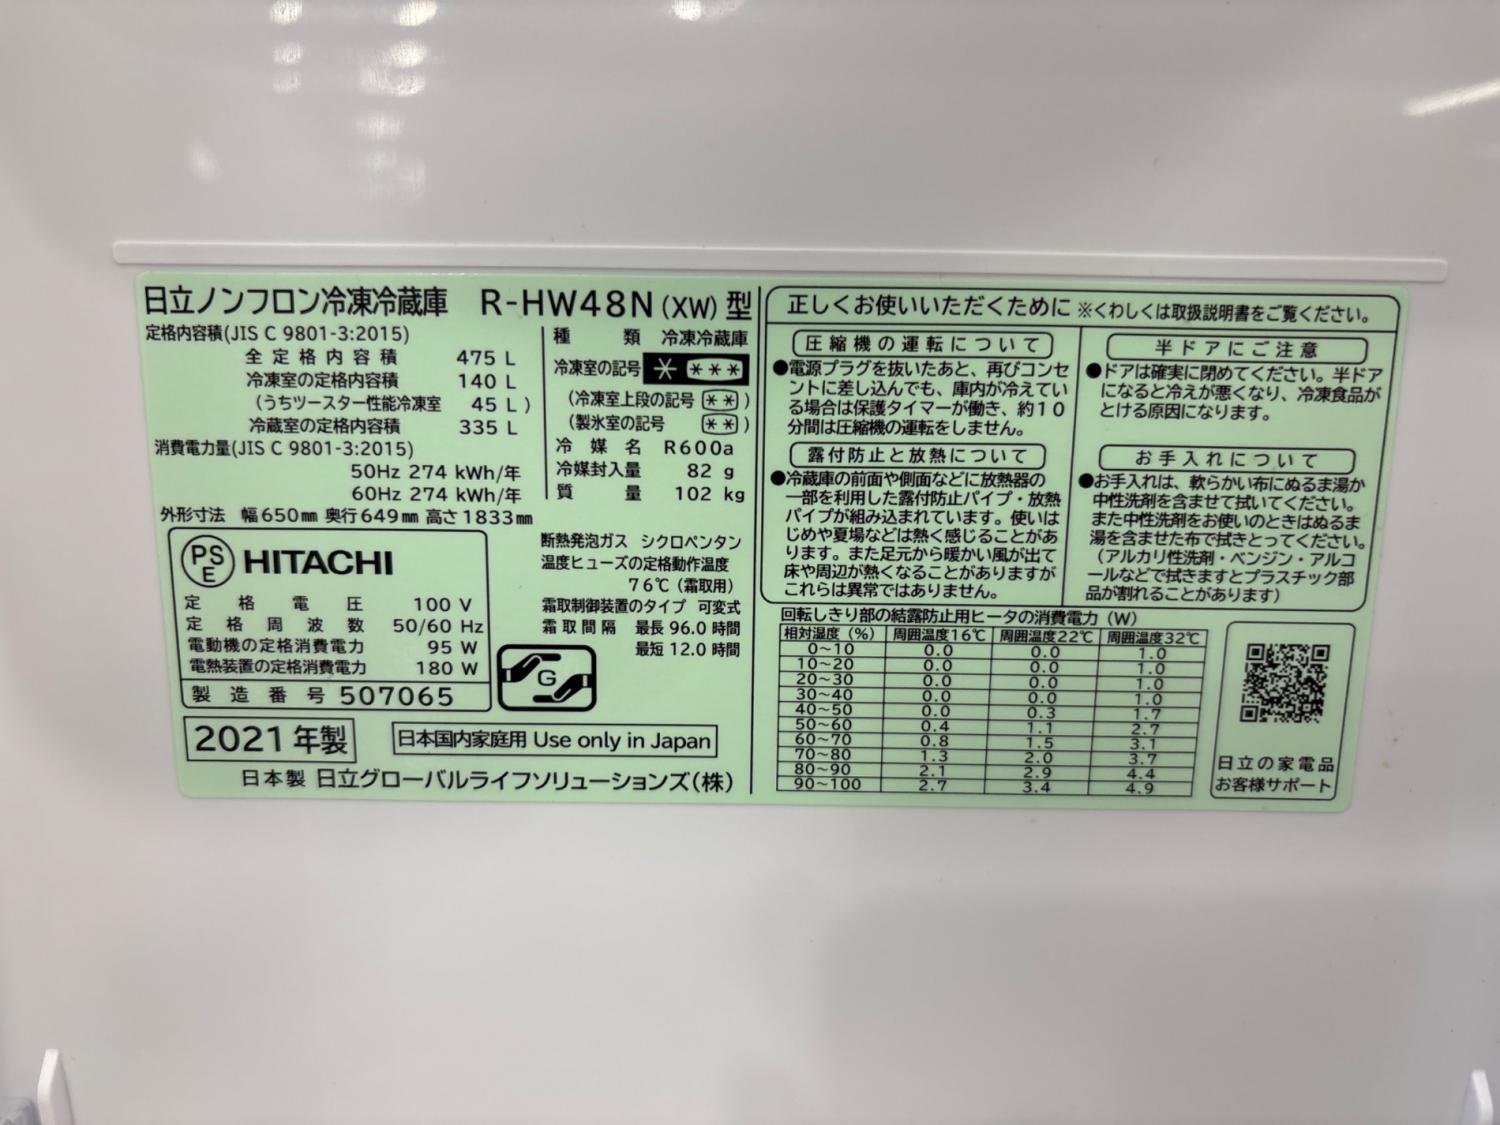 日立ノンフロン冷凍冷蔵庫 R-HW48N(XW)型
定格内容積(JIS C 9801-3:2015)
全定格内容積 475 L
冷凍室の定格内容積 140 L
(うちツースター性能冷凍室 45 L)
冷蔵室の定格内容積 335 L
消費電力量(JIS C 9801-3:2015)
50Hz 274 kWh/年
60Hz 274 kWh/年
外形寸法 幅650㎜ 奥行649㎜ 高さ1833㎜
種類 冷凍冷蔵庫
冷凍室の記号 * ***
(冷凍室上段の記号 **)
(製氷室の記号 **)
冷媒名 R600a
冷媒封入量 82 g
質量 102 kg
PSE HITACHI
定格電圧 100 V
定格周波数 50/60 Hz
電動機の定格消費電力 95 W
電熱装置の定格消費電力 180 W
製造番号 507065
断熱発泡ガス シクロペンタン
温度ヒューズの定格動作温度
76℃(霜取用)
霜取制御装置のタイプ 可変式
霜取間隔 最長 96.0 時間
最短 12.0 時間
G
2021年製
日本国内家庭用 Use only in Japan
日本製 日立グローバルライフソリューションズ(株)
正しくお使いいただくために ※くわしくは取扱説明書をご覧ください。
圧縮機の運転について
●電源プラグを抜いたあと、再びコンセ
ントに差し込んでも、庫内が冷えてい
る場合は保護タイマーが働き、約10
分間は圧縮機の運転をしません。
露付防止と放熱について
●冷蔵庫の前面や側面などに放熱器の
一部を利用した露付防止パイプ・放熱
パイプが組み込まれています。使いは
じめや夏場などは熱く感じることがあ
ります。また足元から暖かい風が出て
床や周辺が熱くなることがありますが
これらは異常ではありません。
半ドアにご注意
●ドアは確実に閉めてください。半ドア
になると冷えが悪くなり、冷凍食品が
とける原因になります。
お手入れについて
●お手入れは、軟らかい布にぬるま湯か
中性洗剤を含ませて拭いてください。
また中性洗剤をお使いのときはぬるま
湯を含ませた布で拭きとってください。
(アルカリ性洗剤・ベンジン・アルコ
ールなどで拭きますとプラスチック部
品が割れることがあります)
回転しきり部の結露防止用ヒータの消費電力(W)
相対湿度(%) 周囲温度16℃ 周囲温度22℃ 周囲温度32℃
0~10 0.0 0.0 1.0
10~20 0.0 0.0 1.0
20~30 0.0 0.0 1.0
30~40 0.0 0.0 1.0
40~50 0.0 0.3 1.7
50~60 0.4 1.1 2.7
60~70 0.8 1.5 3.1
70~80 1.3 2.0 3.7
80~90 2.1 2.9 4.4
90~100 2.7 3.4 4.9
日立の家電品
お客様サポート